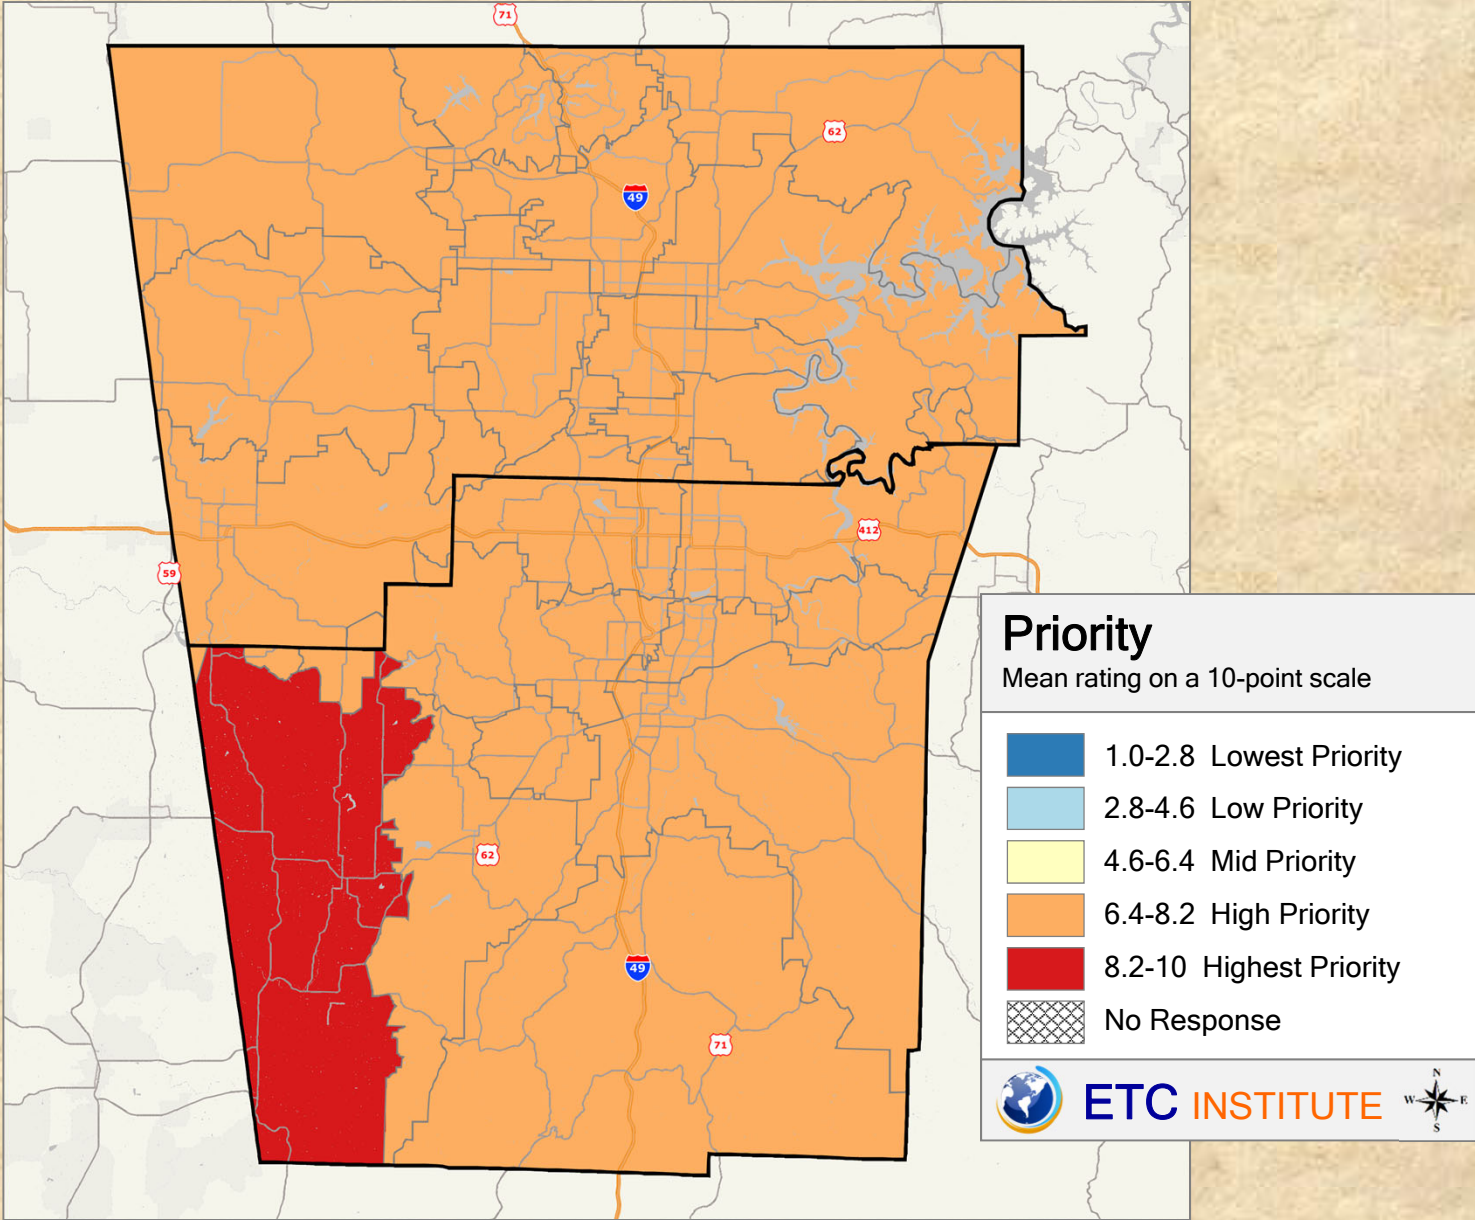 71
62
49
412
59
Priority
Mean rating on a 10-point scale
1.0-2.8 Lowest Priority
2.8-4.6 Low Priority
4.6-6.4 Mid Priority
6.4-8.2 High Priority
62
8.2-10 Highest Priority
49
No Response
71
N
ETC INSTITUTE
W E
S